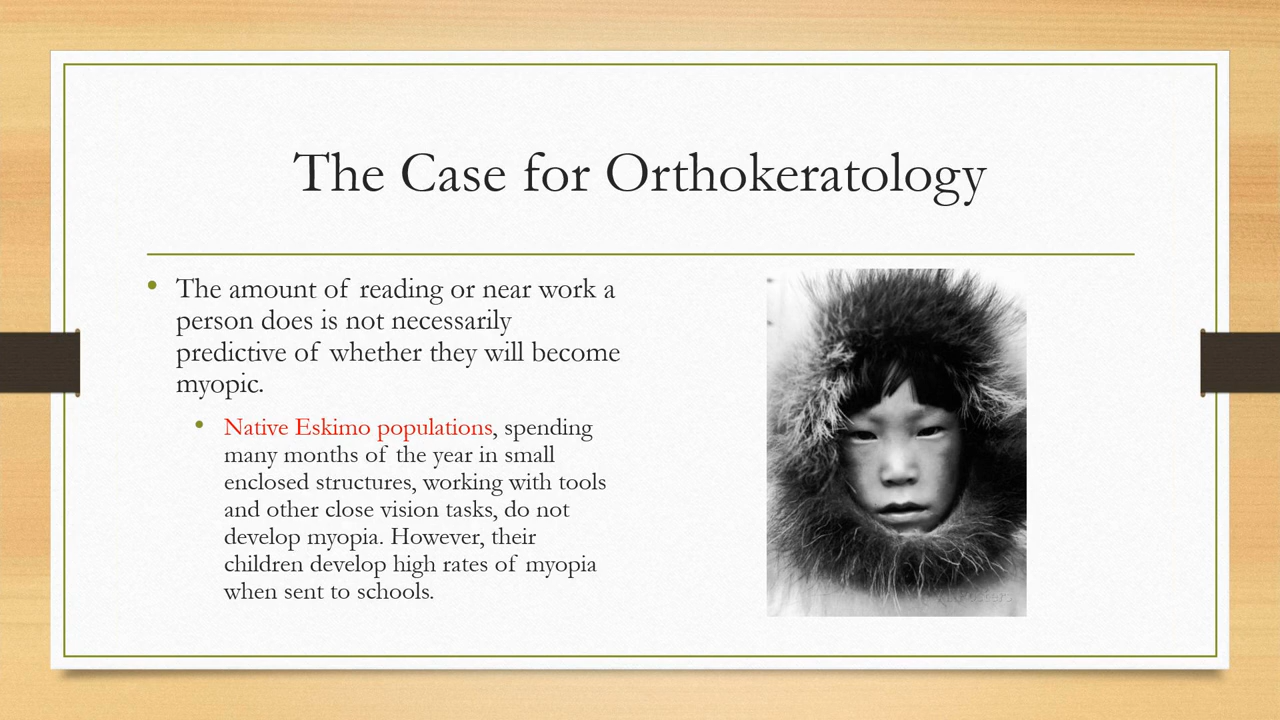 The Case for Orthokeratology
The amount of reading or near work a
person does is not necessarily
predictive of whether they will become
myopic.
Native Eskimo populations, spending
many months of the year in small
enclosed structures, working with tools
and other close vision tasks, do not
develop myopia. However, their
children develop high rates of myopia
when sent to schools.